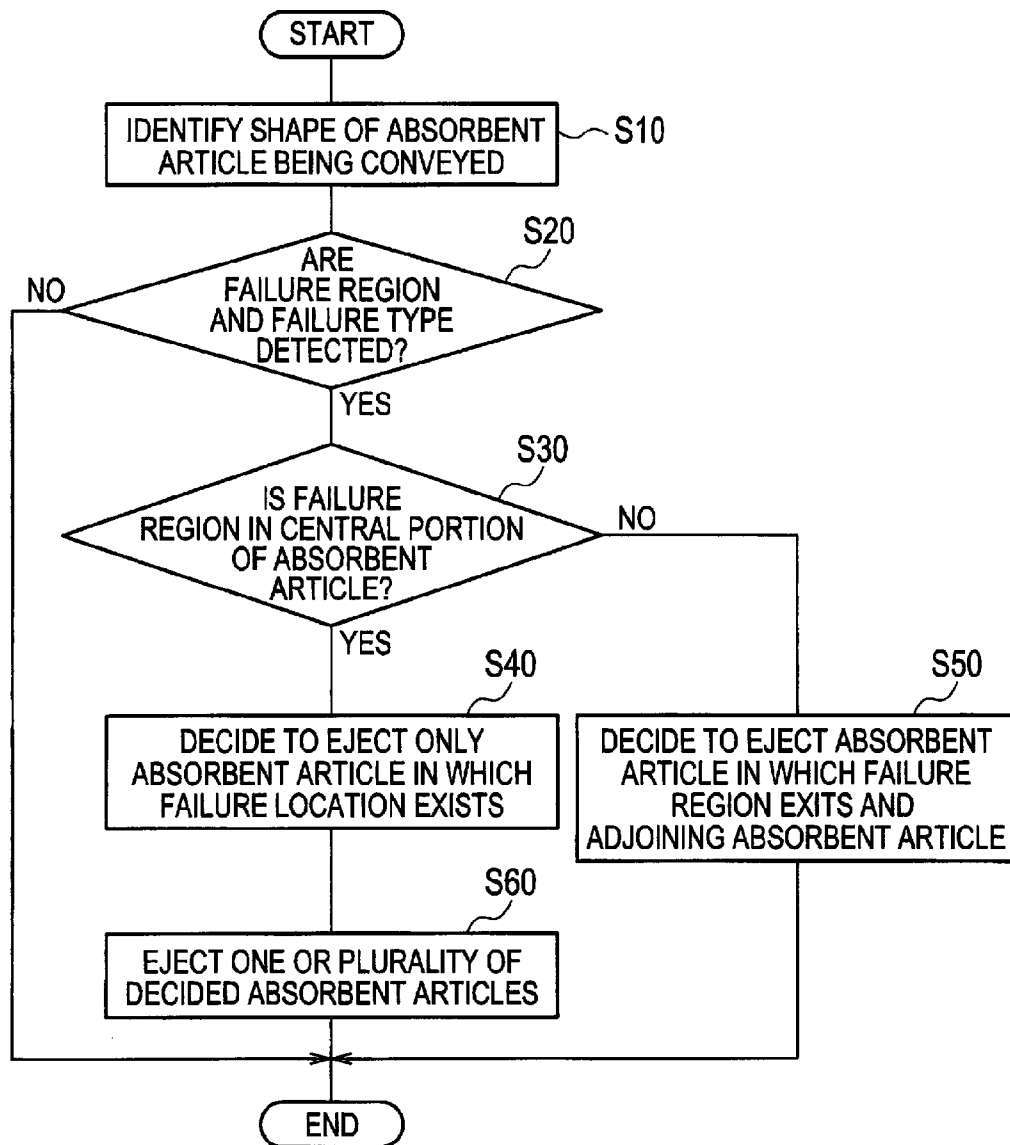 START
IDENTIFY SHAPE OF ABSORBENT
ARTICLE BEING CONVEYED
S10
S20
ARE
FAILURE REGION
AND FAILURE TYPE
DETECTED?
NO
YES
S30
IS FAILURE
REGION IN CENTRAL PORTION
OF ABSORBENT
ARTICLE?
NO
YES
S40
DECIDE TO EJECT ONLY
ABSORBENT ARTICLE IN WHICH
FAILURE LOCATION EXISTS
S50
DECIDE TO EJECT ABSORBENT
ARTICLE IN WHICH FAILURE
REGION EXITS AND
ADJOINING ABSORBENT ARTICLE
S60
EJECT ONE OR PLURALITY OF
DECIDED ABSORBENT ARTICLES
END